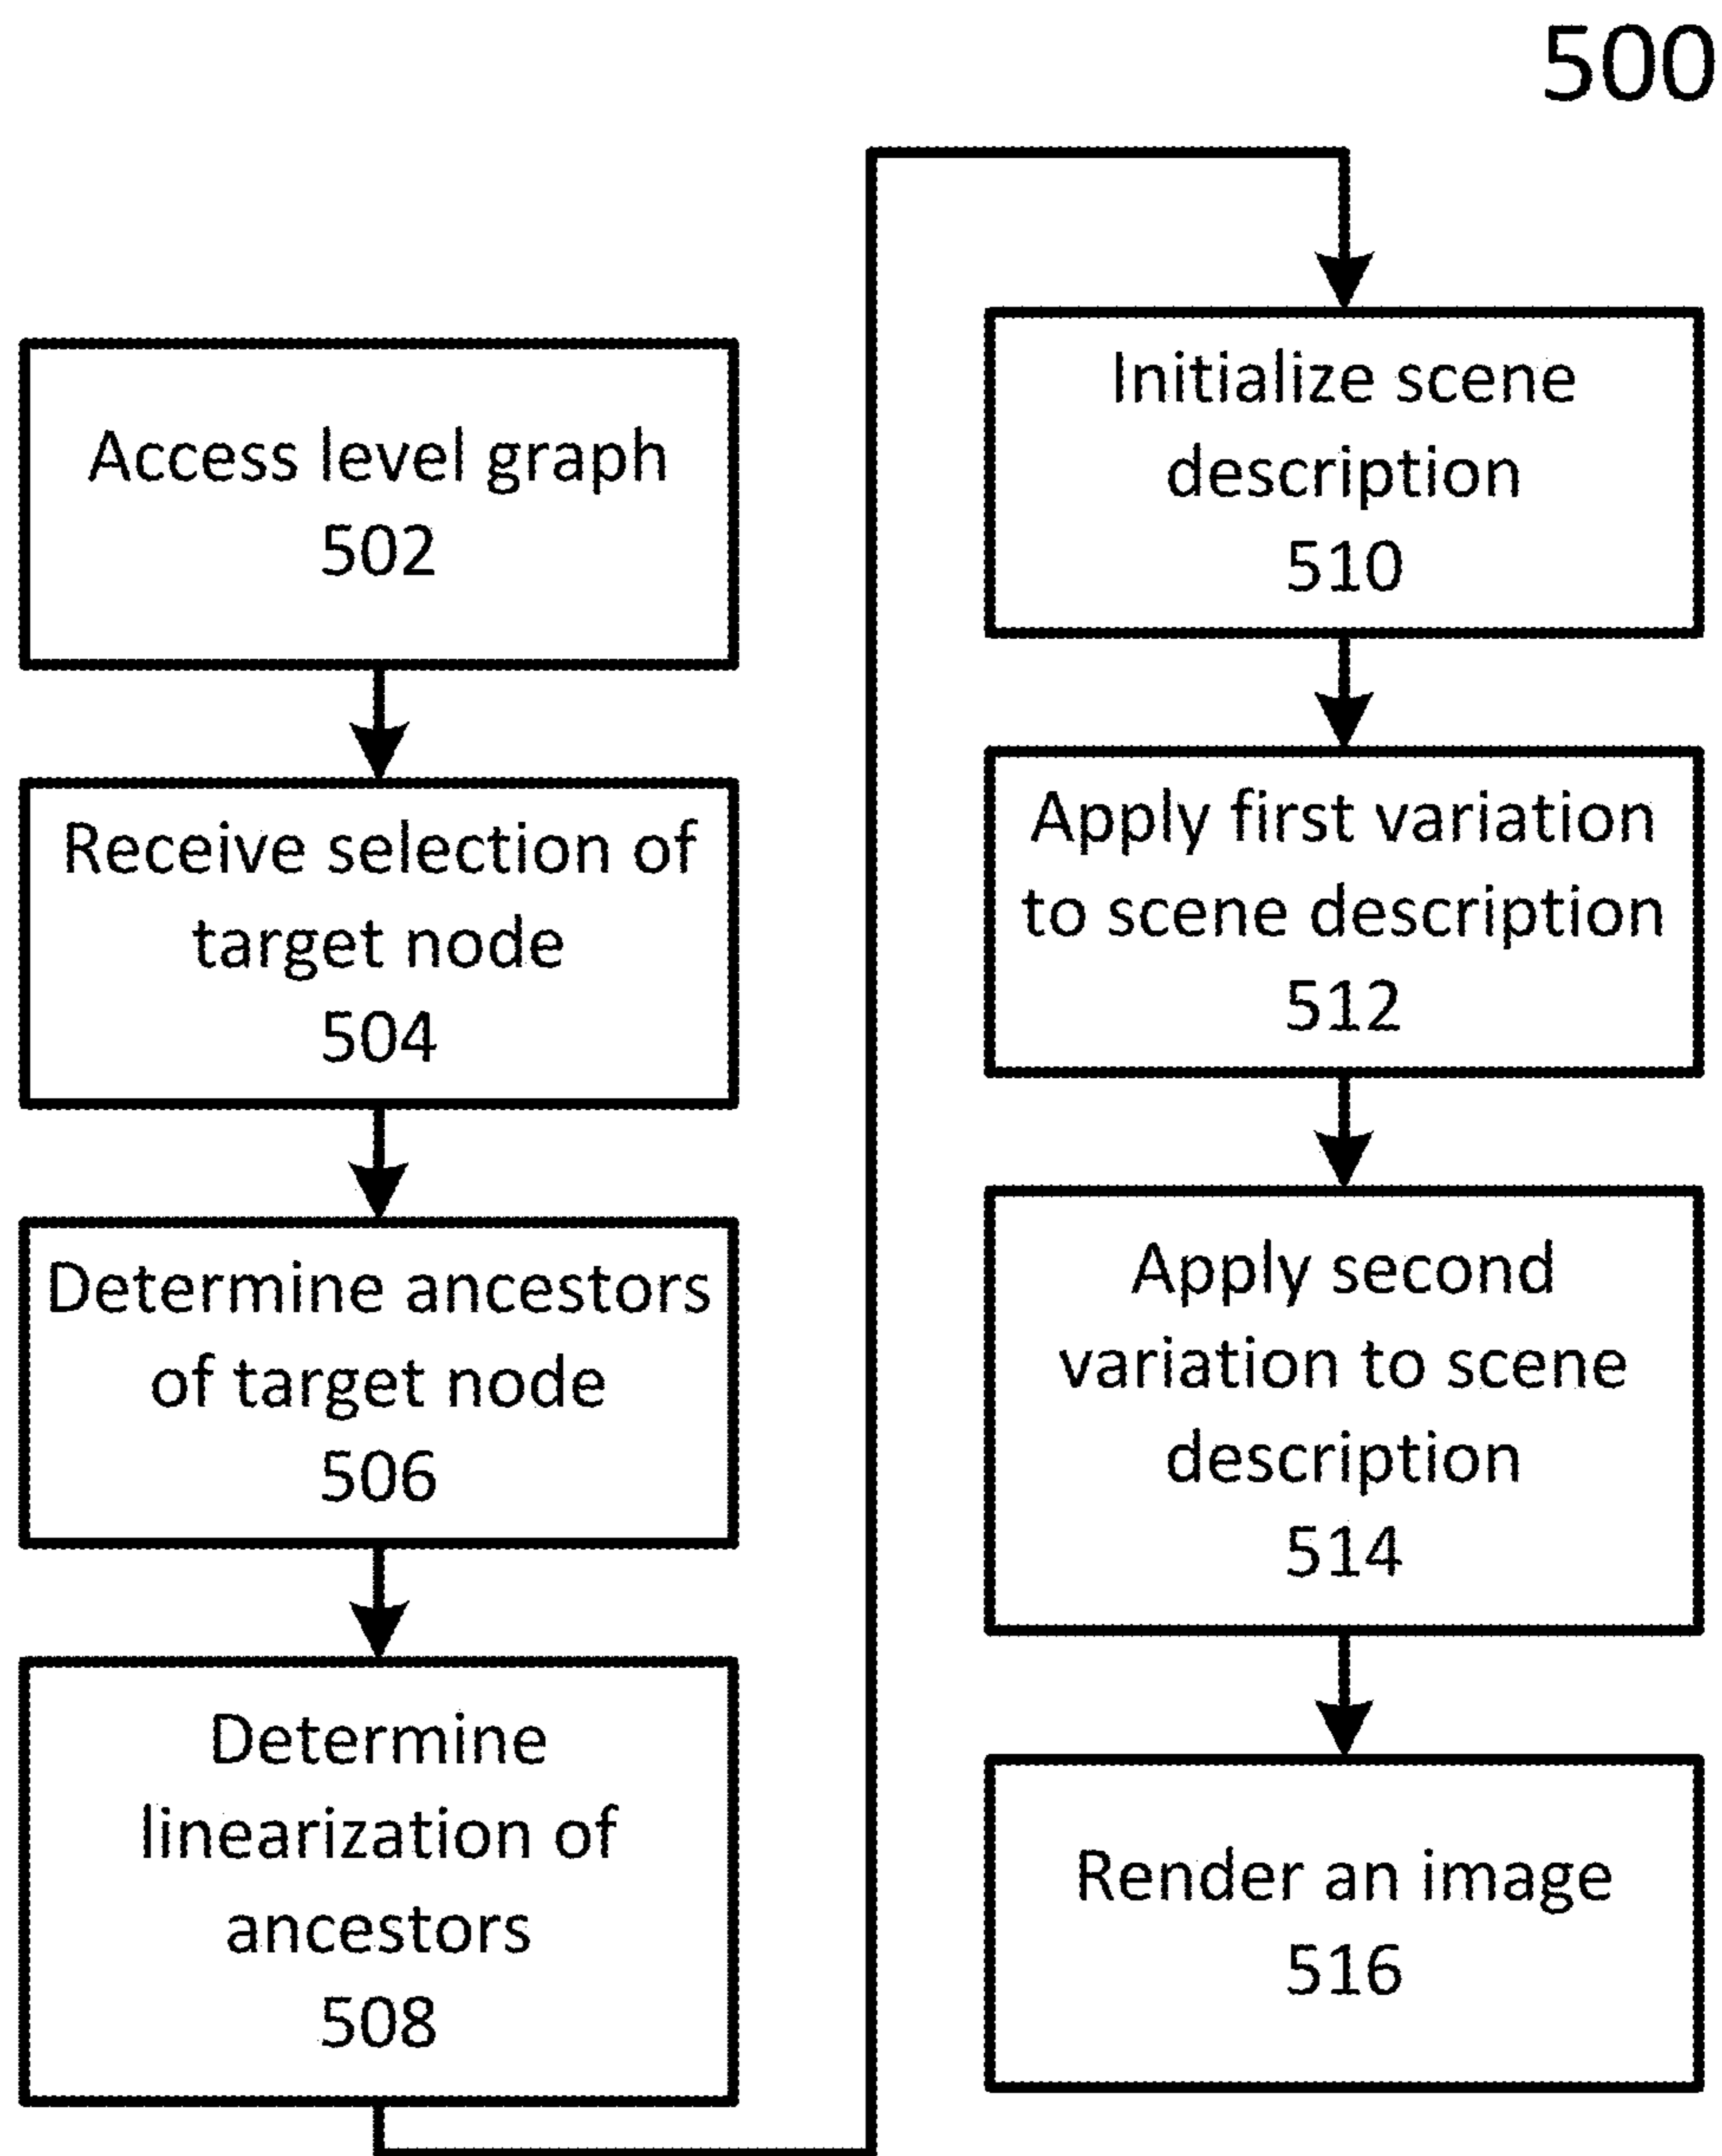 500
Access level graph
502
Receive selection of
target node
504
Determine ancestors
of target node
506
Determine
linearization of
ancestors
508
Initialize scene
description
510
Apply first variation
to scene description
512
Apply second
variation to scene
description
514
Render an image
516